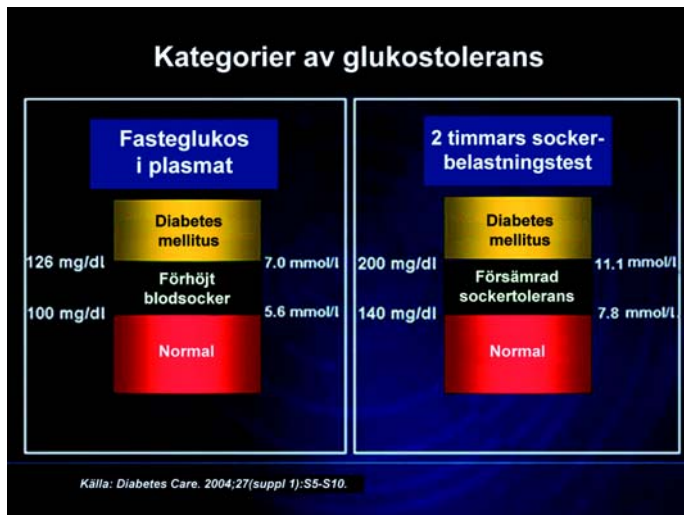 Kategorier av glukostolerans
Fasteglukos
i plasmat
Diabetes
mellitus
126 mg/dl
7.0 mmol/l
Förhöjt
blodsocker
100 mg/dl
5.6 mmol/l
Normal
2 timmars socker-
belastningstest
Diabetes
mellitus
200 mg/dl
11.1 mmol/l
Försämrad
sockertolerans
140 mg/dl
7.8 mmol/l
Normal
Källa: Diabetes Care. 2004;27(suppl 1):S5-S10.